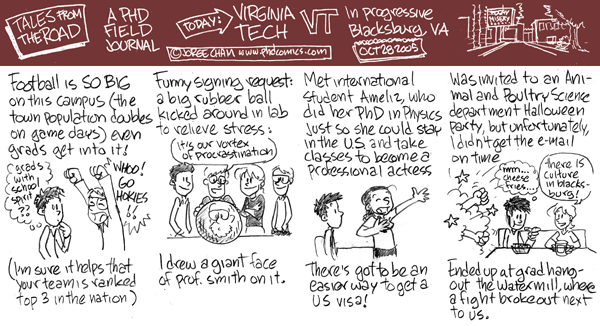 TALES FROM
THE ROAD
A PHD
FIELD
JOURNAL
TODAY:
VIRGINIA
TECH
VT
In PROGRESSIVE
Blacksburg, VA
OCT 28 2005
©JORGE CHAM www.phdcomics.com
Football is SO BIG
on this campus (the
town population doubles
on game days) even
grads get into it!
grads
with
school
spirit
??
WHOO!
GO
HOKIES
!!
(I'm sure it helps that
your team is ranked
top 3 in the nation)
Funny signing request:
a big rubber ball
kicked around in lab
to relieve stress:
it's our vortex
of procrastination
I drew a giant face
of prof. smith on it.
Met international
student Ameliz, who
did her PhD in Physics
just so she could stay
in the U.S. and take
classes to become a
professional actress
There's got to be an
easier way to get a
US visa!
Was invited to an Ani-
mal and Poultry Science
department Halloween
party, but unfortunately,
I didn't get the e-mail
on time
mmm...
cheese
fries...
there is
culture
in blacks-
burg!
Ended up at grad hang-
out the Watermill, where
a fight broke out next
to us.